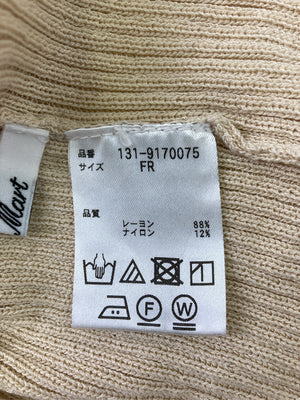 品番 131-9170075
サイズ FR
品質
レーヨン 88%
ナイロン 12%
F W
Mart